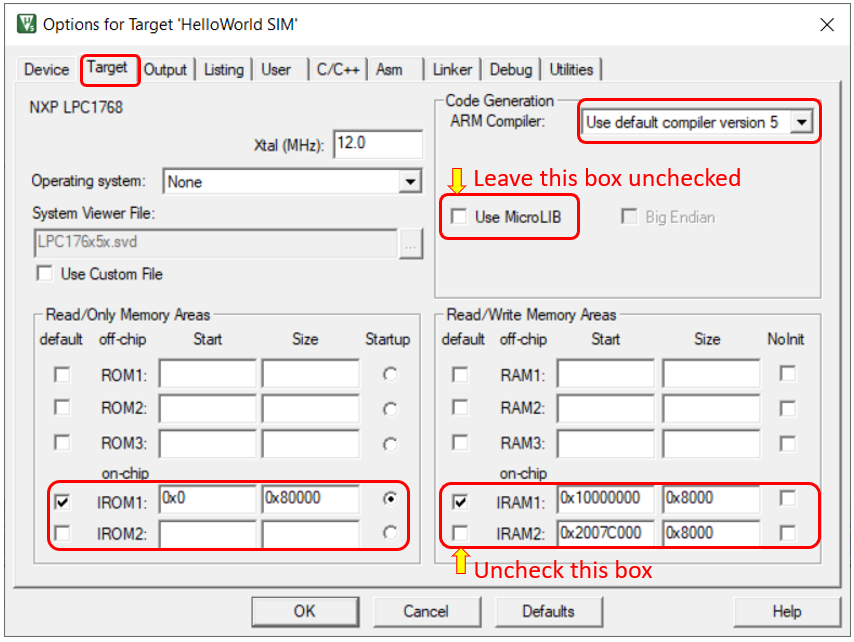 Options for Target 'HelloWorld SIM'
Device Target Output Listing User C/C++ Asm Linker Debug Utilities
NXP LPC1768
Xtal (MHz): 12.0
Operating system: None
System Viewer File:
LPC176x5x.svd ...
Use Custom File
Code Generation
ARM Compiler: Use default compiler version 5
Leave this box unchecked
Use MicroLIB Big Endian
Read/Only Memory Areas
default off-chip Start Size Startup
ROM1:
ROM2:
ROM3:
on-chip
IROM1: 0x0 0x80000
IROM2:
Read/Write Memory Areas
default off-chip Start Size NoInit
RAM1:
RAM2:
RAM3:
on-chip
IRAM1: 0x10000000 0x8000
IRAM2: 0x2007C000 0x8000
Uncheck this box
OK Cancel Defaults Help